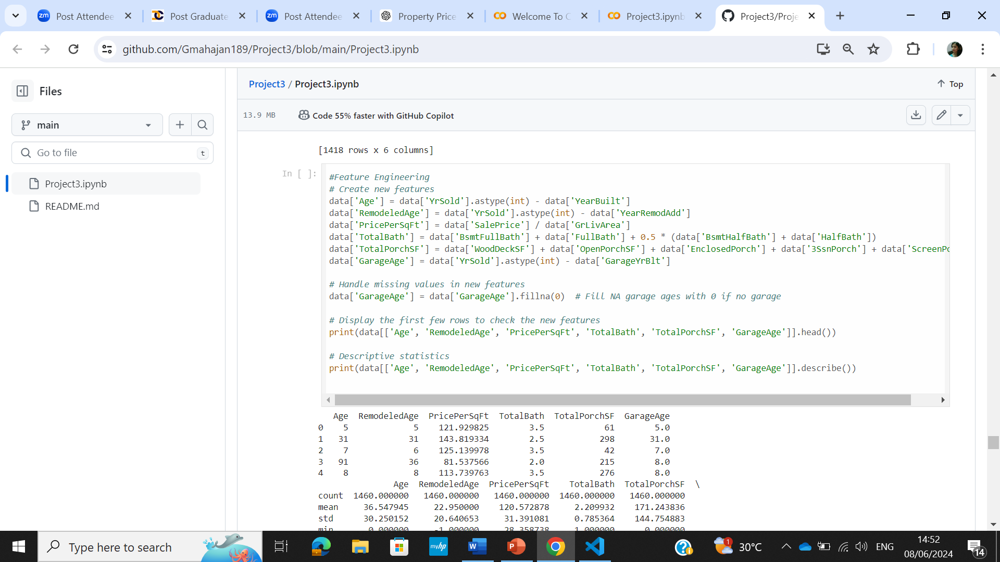 Post Attendee
Post Graduate
Post Attendee
Property Price
Welcome To C
Project3.ipynb
Project3/Proje
github.com/Gmahajan189/Project3/blob/main/Project3.ipynb
Files
main
Go to file
t
Project3.ipynb
README.md
Project3 / Project3.ipynb
Top
13.9 MB
Code 55% faster with GitHub Copilot
[1418 rows x 6 columns]
In [ ]:
#Feature Engineering
# Create new features
data['Age'] = data['YrSold'].astype(int) - data['YearBuilt']
data['RemodeledAge'] = data['YrSold'].astype(int) - data['YearRemodAdd']
data['PricePerSqFt'] = data['SalePrice'] / data['GrLivArea']
data['TotalBath'] = data['BsmtFullBath'] + data['FullBath'] + 0.5 * (data['BsmtHalfBath'] + data['HalfBath'])
data['TotalPorchSF'] = data['WoodDeckSF'] + data['OpenPorchSF'] + data['EnclosedPorch'] + data['3SsnPorch'] + data['ScreenPo
data['GarageAge'] = data['YrSold'].astype(int) - data['GarageYrBlt']
# Handle missing values in new features
data['GarageAge'] = data['GarageAge'].fillna(0)  # Fill NA garage ages with 0 if no garage
# Display the first few rows to check the new features
print(data[['Age', 'RemodeledAge', 'PricePerSqFt', 'TotalBath', 'TotalPorchSF', 'GarageAge']].head())
# Descriptive statistics
print(data[['Age', 'RemodeledAge', 'PricePerSqFt', 'TotalBath', 'TotalPorchSF', 'GarageAge']].describe())
Age RemodeledAge PricePerSqFt TotalBath TotalPorchSF GarageAge
0 5 5 121.929825 3.5 61 5.0
1 31 31 143.819334 2.5 298 31.0
2 7 6 125.139978 3.5 42 7.0
3 91 36 81.537566 2.0 215 8.0
4 8 8 113.739763 3.5 276 8.0
Age RemodeledAge PricePerSqFt TotalBath TotalPorchSF \
count 1460.000000 1460.000000 1460.000000 1460.000000 1460.000000
mean 36.547945 22.950000 120.572878 2.209932 171.243836
std 30.250152 20.640653 31.391081 0.785364 144.754883
min 0.000000 -1.000000 28.358738 1.000000 0.000000
Type here to search
30°C
ENG
14:52
08/06/2024
14